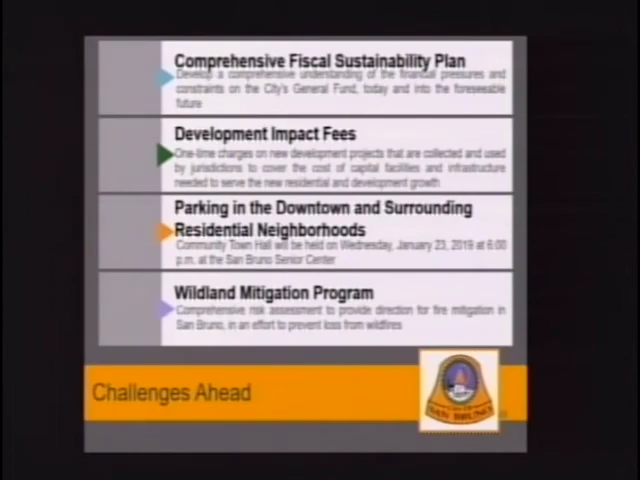 Comprehensive Fiscal Sustainability Plan
Develop a comprehensive understanding of the financial pressures and
constraints on the City's General Fund, today and into the foreseeable
future
Development Impact Fees
One-time charges on new development projects that are collected and used
by jurisdictions to cover the cost of capital facilities and infrastructure
needed to serve the new residential and development growth
Parking in the Downtown and Surrounding
Residential Neighborhoods
Community Town Hall will be held on Wednesday, January 23, 2019 at 6:00
p.m. at the San Bruno Senior Center
Wildland Mitigation Program
Comprehensive risk assessment to provide direction for fire mitigation in
San Bruno, in an effort to prevent loss from wildfires
Challenges Ahead
CITY OF
SAN BRUNO